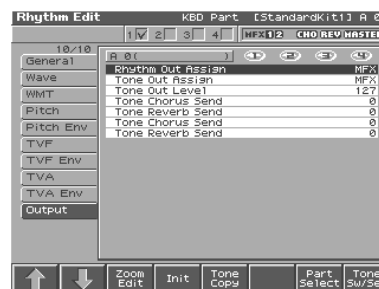 Rhythm Edit KBD Part [StandardKit1] A 0
1 2 3 4 MFX 1 2 CHO REV MASTE
10/10
General
Wave
WMT
Pitch
Pitch Env
TVF
TVF Env
TVA
TVA Env
Output
A 0( ) 1 2 3 4
Rhythm Out Assign MFX
Tone Out Assign MFX
Tone Out Level 127
Tone Chorus Send 0
Tone Reverb Send 0
Tone Chorus Send 0
Tone Reverb Send 0
Zoom Edit Init Tone Copy Part Select Tone Sw/Se